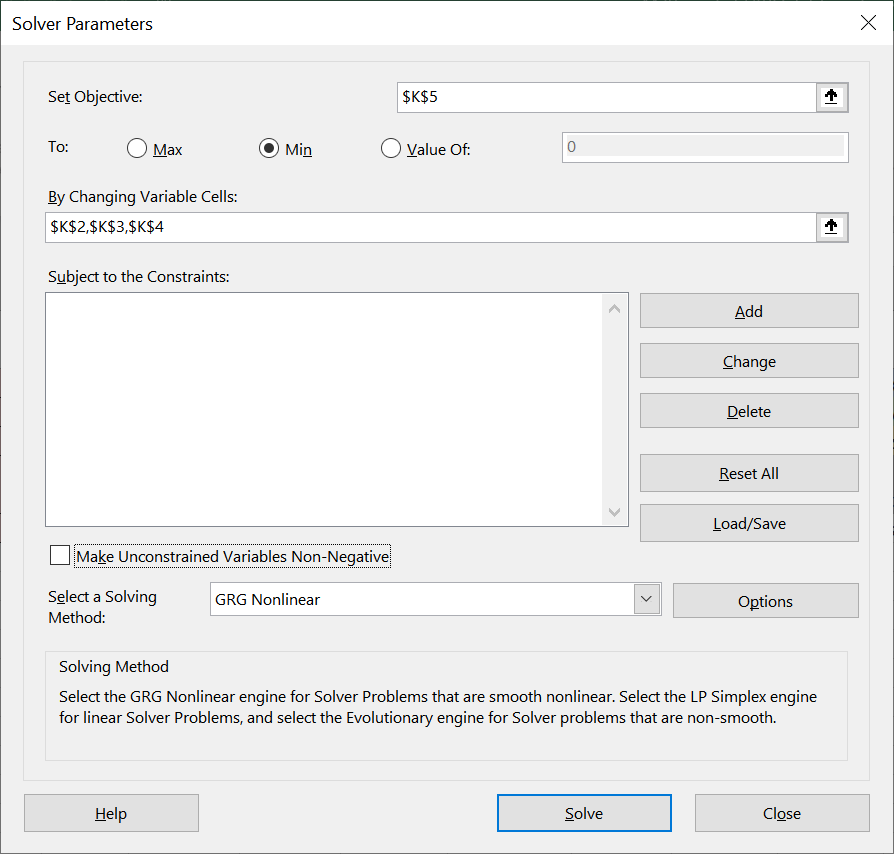 Solver Parameters
Set Objective:
$K$5
To:
Max
Min
Value Of:
0
By Changing Variable Cells:
$K$2,$K$3,$K$4
Subject to the Constraints:
Add
Change
Delete
Reset All
Load/Save
Make Unconstrained Variables Non-Negative
Select a Solving
Method:
GRG Nonlinear
Options
Solving Method
Select the GRG Nonlinear engine for Solver Problems that are smooth nonlinear. Select the LP Simplex engine
for linear Solver Problems, and select the Evolutionary engine for Solver problems that are non-smooth.
Help
Solve
Close